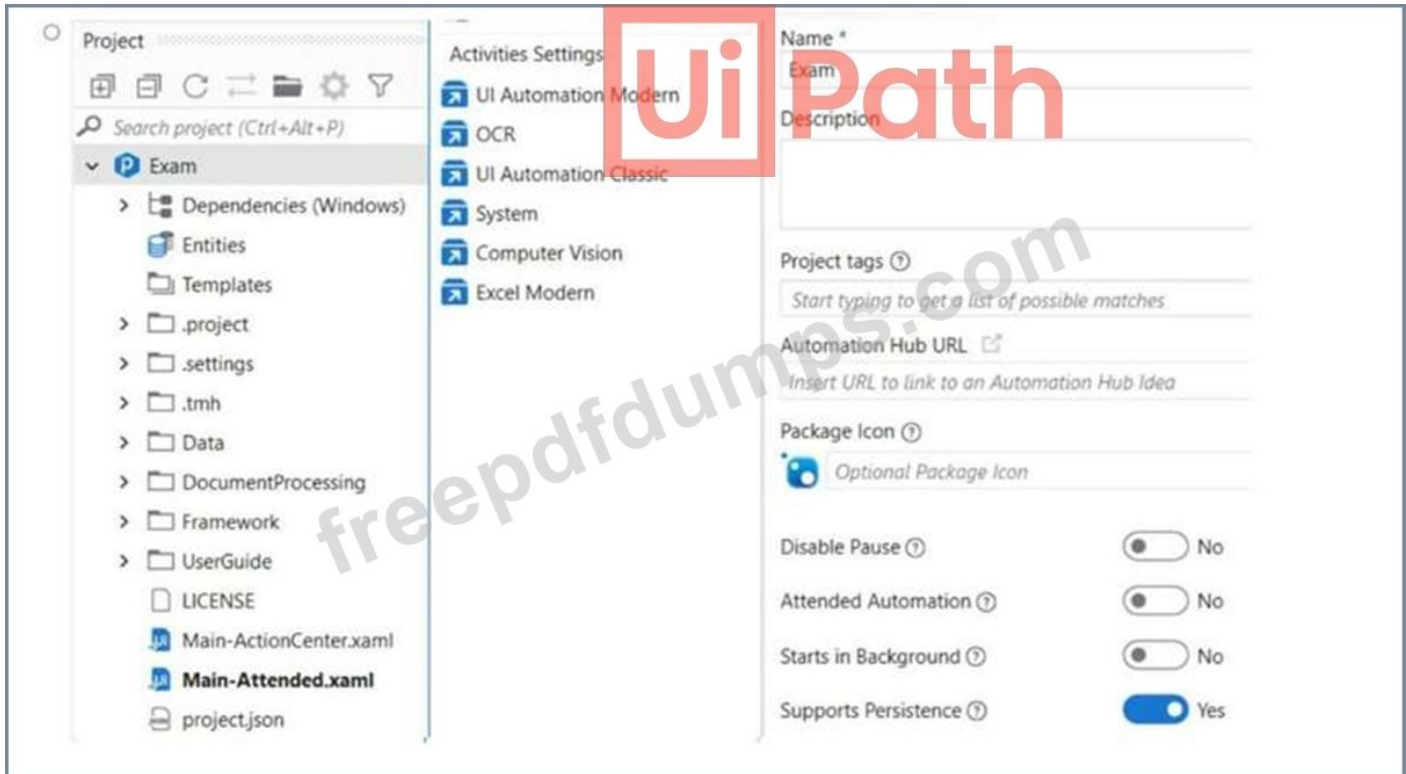 Project
Search project (Ctrl+Alt+P)
Exam
Dependencies (Windows)
Entities
Templates
.project
.settings
.tmh
Data
DocumentProcessing
Framework
UserGuide
LICENSE
Main-ActionCenter.xaml
Main-Attended.xaml
project.json
Activities Settings
UI Automation Modern
OCR
UI Automation Classic
System
Computer Vision
Excel Modern
Name *
Exam
Description
Project tags
Start typing to get a list of possible matches
Automation Hub URL
Insert URL to link to an Automation Hub Idea
Package Icon
Optional Package Icon
Disable Pause No
Attended Automation No
Starts in Background No
Supports Persistence Yes
Ui Path
freepdfdumps.com